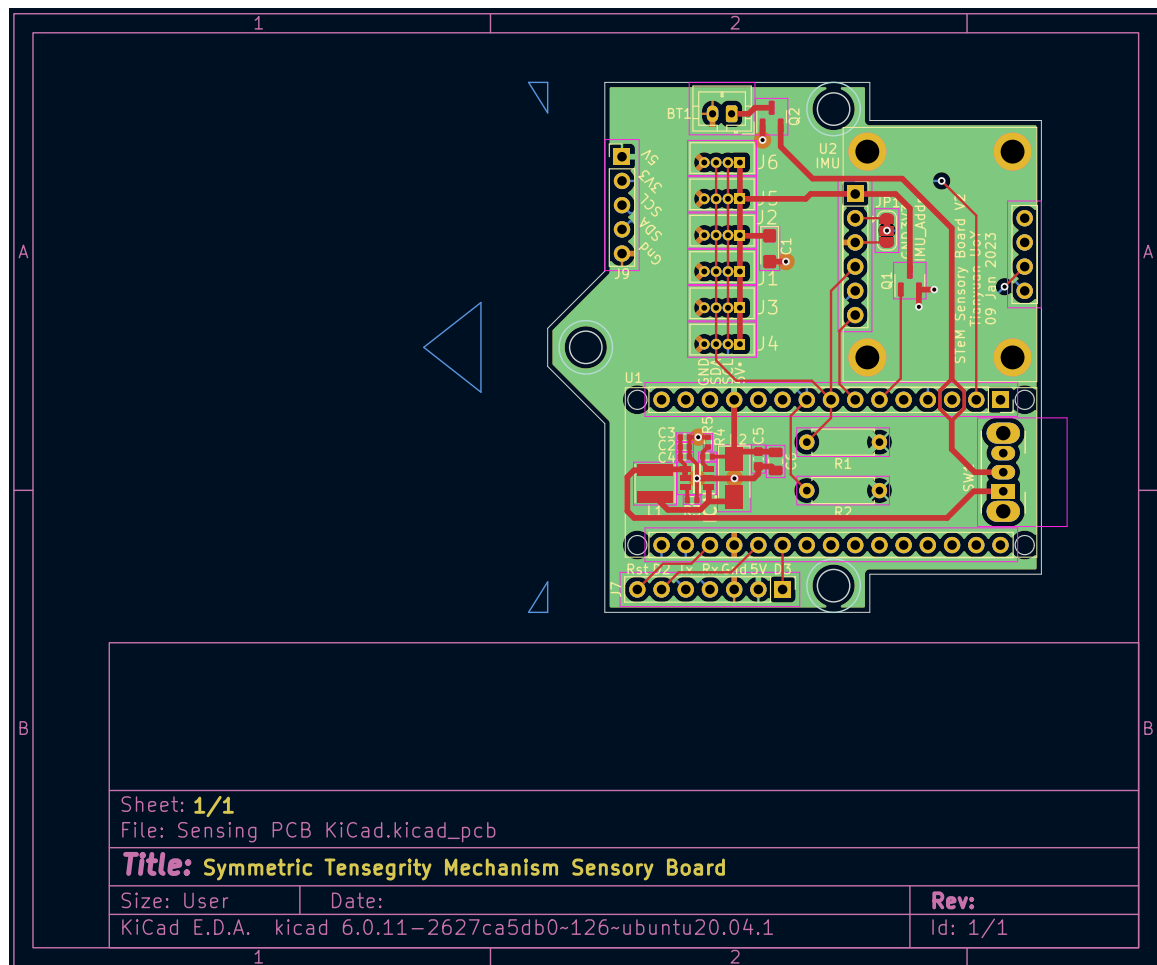 1
2
BT1
Q2
U2
IMU
J6
5V
3V3
SCL
SDA
Gnd
J9
J5
J2
J1
J3
J4
C1
JP1
GND3V3
IMU_Addr
Q1
STeM Sensory Board V2
Tianyuan UoY
09 Jan 2023
A
A
GND
SDA
SCL
5V
U1
C3
C2
C4
R5
R4
C5
R1
R2
SW1
L1
Rst D2 Tx Rx Gnd 5V D3
J7
B
B
Sheet: 1/1
File: Sensing PCB KiCad.kicad_pcb
Title: Symmetric Tensegrity Mechanism Sensory Board
Size: User Date: Rev:
KiCad E.D.A. kicad 6.0.11-2627ca5db0~126~ubuntu20.04.1 Id: 1/1
1
2